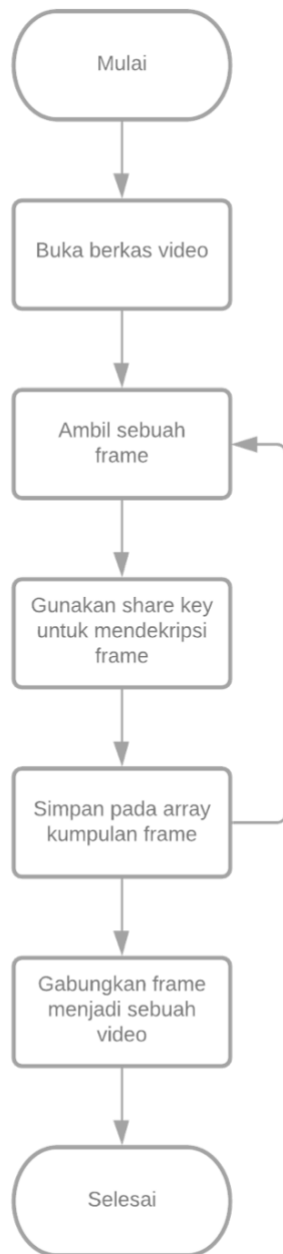 Mulai
Buka berkas video
Ambil sebuah
frame
Gunakan share key
untuk mendekripsi
frame
Simpan pada array
kumpulan frame
Gabungkan frame
menjadi sebuah
video
Selesai